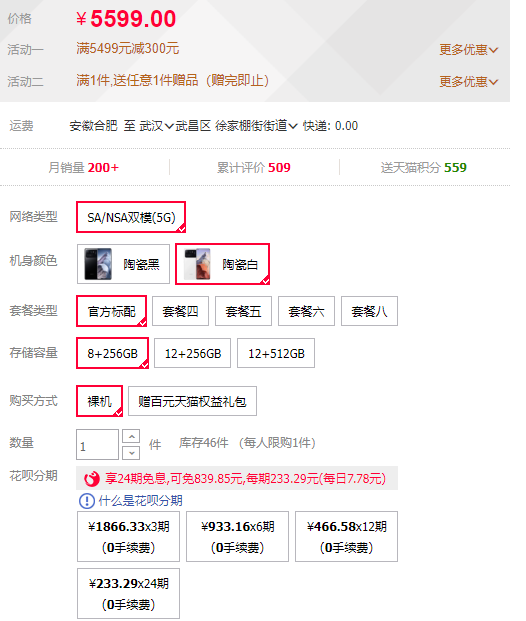 价格 ¥ 5599.00
活动一 满5499元减300元 更多优惠
活动二 满1件,送任意1件赠品（赠完即止） 更多优惠
运费 安徽合肥 至 武汉 武昌区 徐家棚街街道 快递: 0.00
月销量 200+ 累计评价 509 送天猫积分 559
网络类型 SA/NSA双模(5G)
机身颜色 陶瓷黑 陶瓷白
套餐类型 官方标配 套餐四 套餐五 套餐六 套餐八
存储容量 8+256GB 12+256GB 12+512GB
购买方式 裸机 赠百元天猫权益礼包
数量 1 件 库存46件 （每人限购1件）
花呗分期 享24期免息,可免839.85元,每期233.29元(每日7.78元)
什么是花呗分期
¥1866.33x3期 ¥933.16x6期 ¥466.58x12期
（0手续费） （0手续费） （0手续费）
¥233.29x24期
（0手续费）